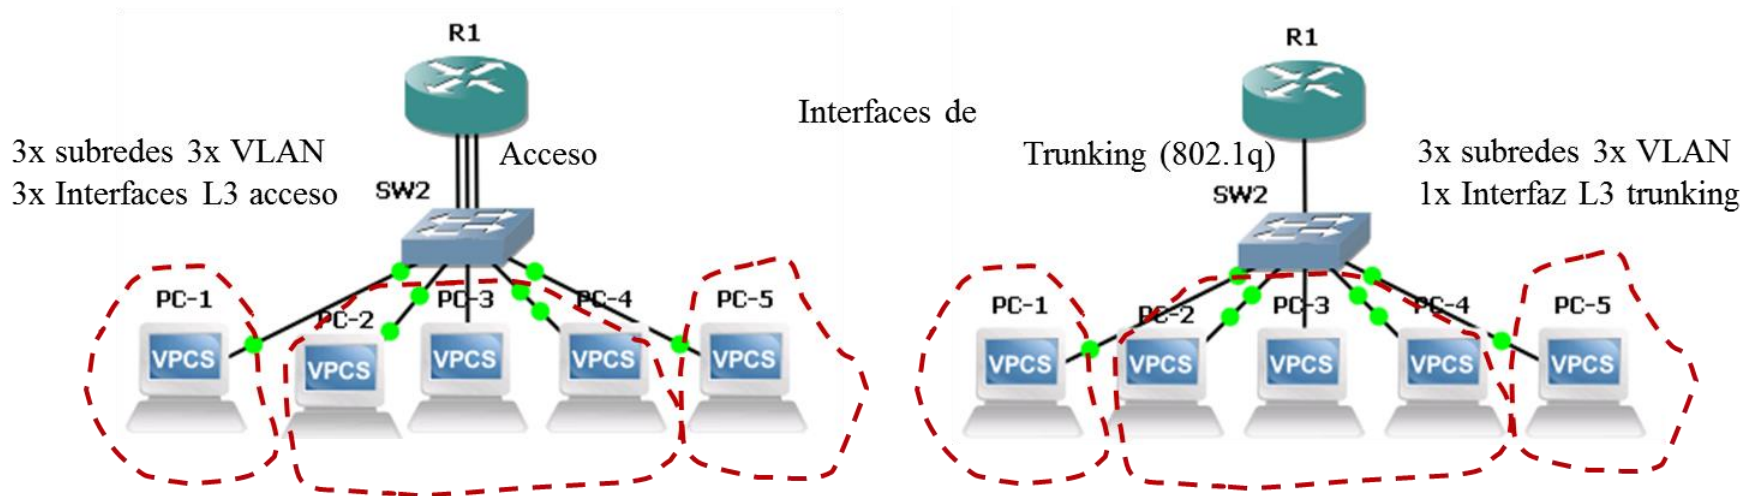 R1
3x subredes 3x VLAN
3x Interfaces L3 acceso
Acceso
SW2
PC-1
PC-2
PC-3
PC-4
PC-5
VPCS
VPCS
VPCS
VPCS
VPCS
Interfaces de
R1
Trunking (802.1q)
3x subredes 3x VLAN
1x Interfaz L3 trunking
SW2
PC-1
PC-2
PC-3
PC-4
PC-5
VPCS
VPCS
VPCS
VPCS
VPCS